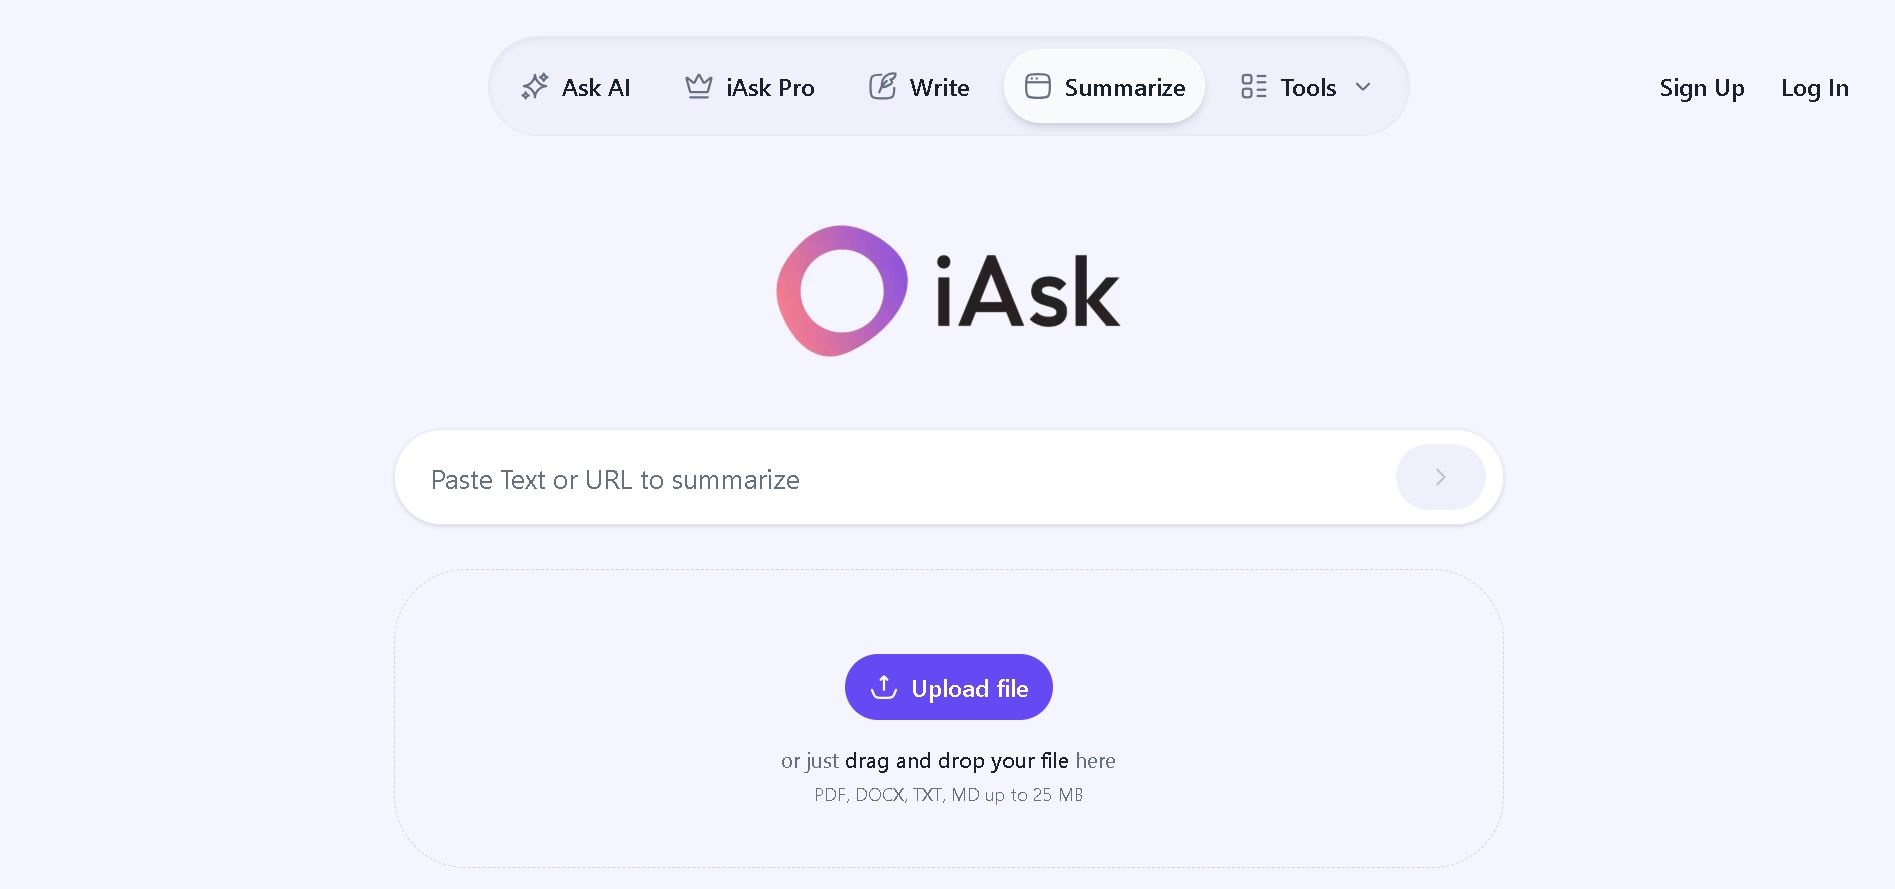 Ask AI iAsk Pro Write Summarize Tools Sign Up Log In
iAsk
Paste Text or URL to summarize
Upload file
or just drag and drop your file here
PDF, DOCX, TXT, MD up to 25 MB